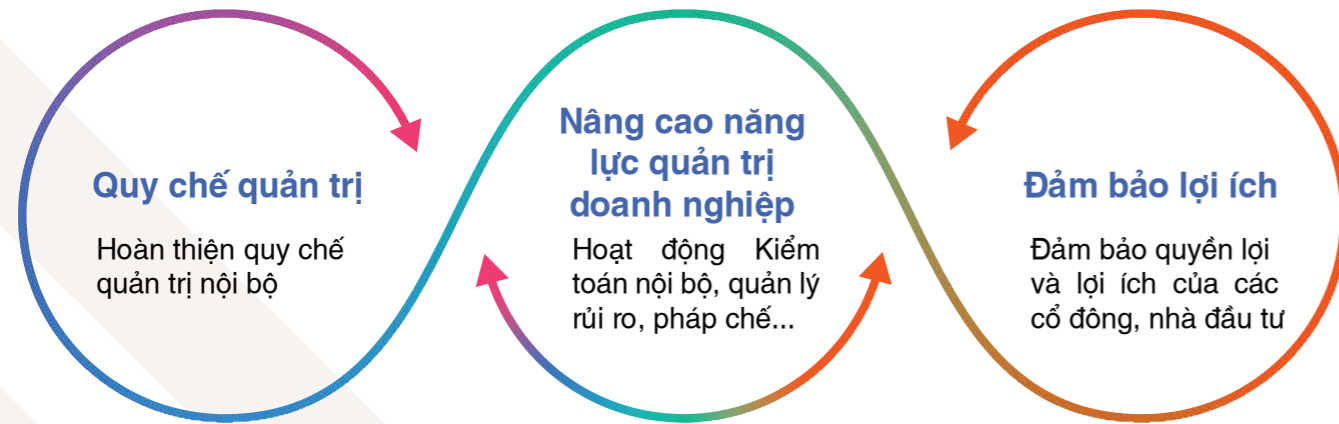 Quy chế quản trị
Hoàn thiện quy chế
quản trị nội bộ
Nâng cao năng
lực quản trị
doanh nghiệp
Hoạt động Kiểm
toán nội bộ, quản lý
rủi ro, pháp chế...
Đảm bảo lợi ích
Đảm bảo quyền lợi
và lợi ích của các
cổ đông, nhà đầu tư